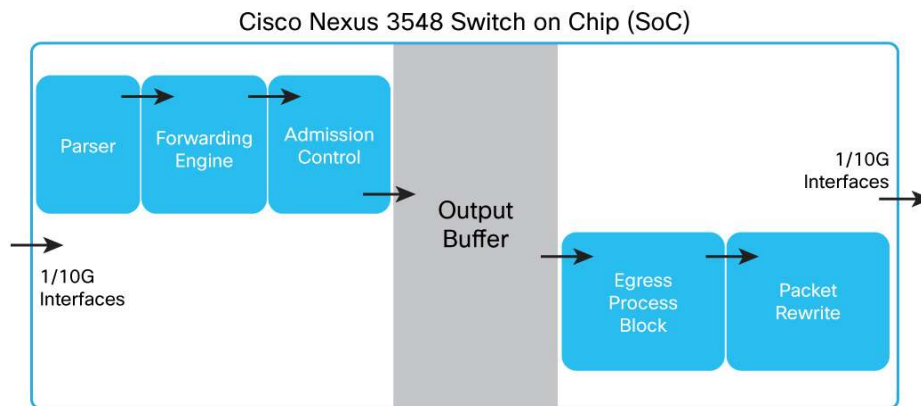 Cisco Nexus 3548 Switch on Chip (SoC)
Parser
Forwarding
Engine
Admission
Control
1/10G
Interfaces
Output
Buffer
Egress
Process
Block
Packet
Rewrite
1/10G
Interfaces